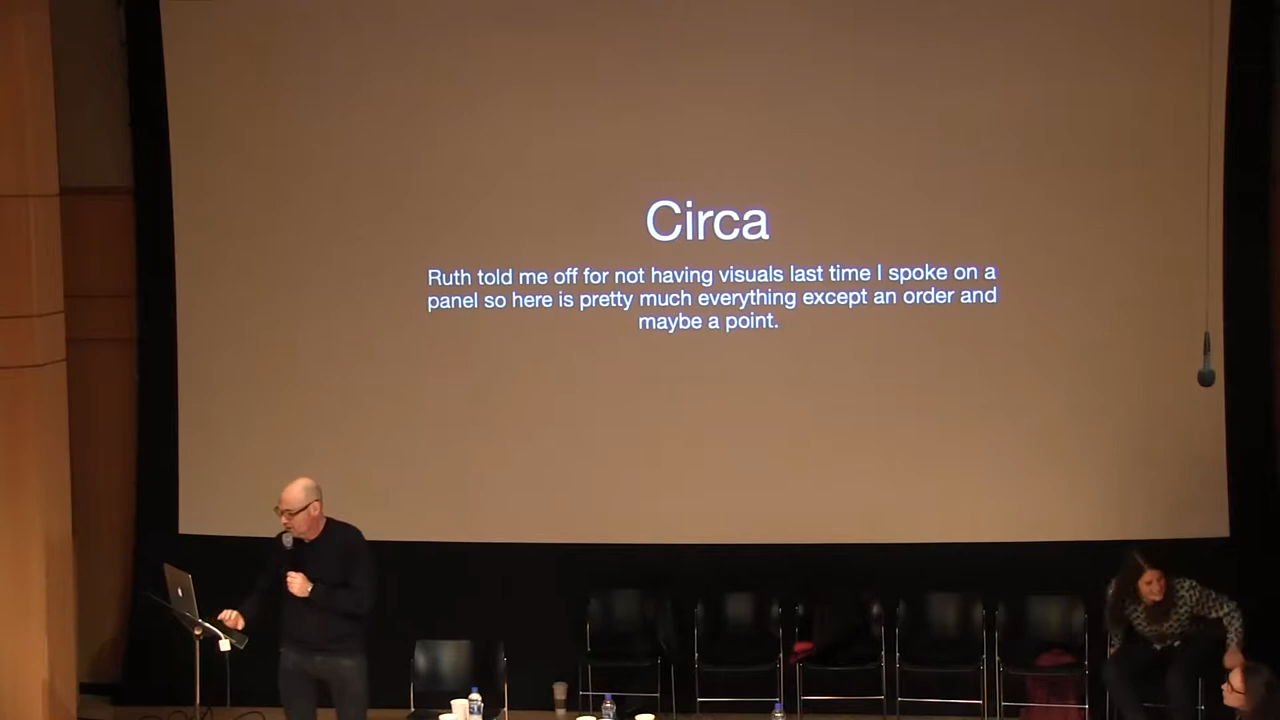 Circa
Ruth told me off for not having visuals last time I spoke on a
panel so here is pretty much everything except an order and
maybe a point.